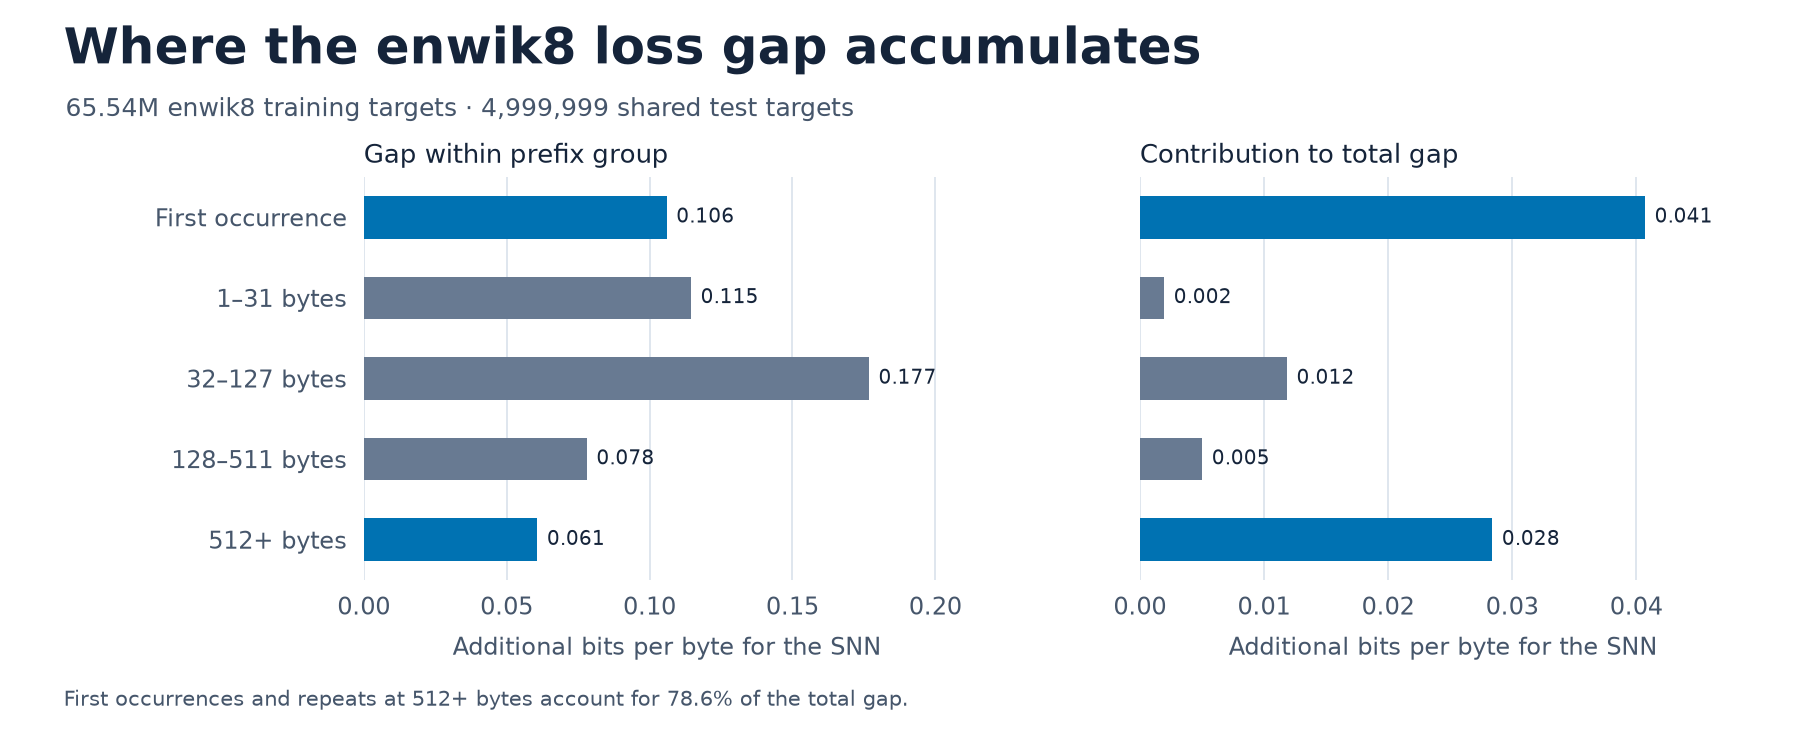 Where the enwik8 loss gap accumulates
65.54M enwik8 training targets · 4,999,999 shared test targets
Gap within prefix group
First occurrence 0.106
1–31 bytes 0.115
32–127 bytes 0.177
128–511 bytes 0.078
512+ bytes 0.061
0.00 0.05 0.10 0.15 0.20
Additional bits per byte for the SNN
Contribution to total gap
0.041
0.002
0.012
0.005
0.028
0.00 0.01 0.02 0.03 0.04
Additional bits per byte for the SNN
First occurrences and repeats at 512+ bytes account for 78.6% of the total gap.